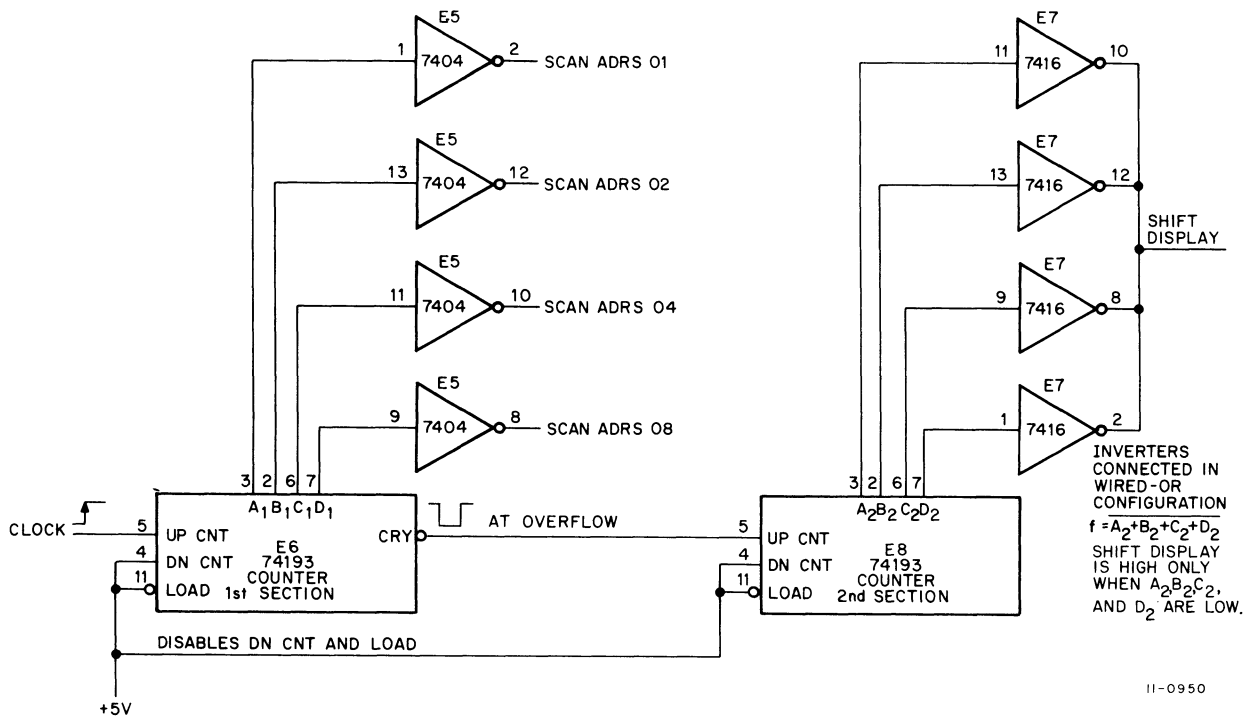 E5
1
7404
2
SCAN ADRS 01
E5
13
7404
12
SCAN ADRS 02
E5
11
7404
10
SCAN ADRS 04
E5
9
7404
8
SCAN ADRS 08
E7
11
7416
10
E7
13
7416
12
SHIFT
DISPLAY
E7
9
7416
8
E7
1
7416
2
INVERTERS
CONNECTED IN
WIRED-OR
CONFIGURATION
f = A2+B2+C2+D2
SHIFT DISPLAY
IS HIGH ONLY
WHEN A2,B2,C2,
AND D2 ARE LOW.
3 2 6 7
A1 B1 C1 D1
CLOCK
5
UP CNT
CRY
4
DN CNT
11
LOAD
E6
74193
COUNTER
1st SECTION
AT OVERFLOW
3 2 6 7
A2 B2 C2 D2
5
UP CNT
4
DN CNT
11
LOAD
E8
74193
COUNTER
2nd SECTION
DISABLES DN CNT AND LOAD
+5V
11-0950